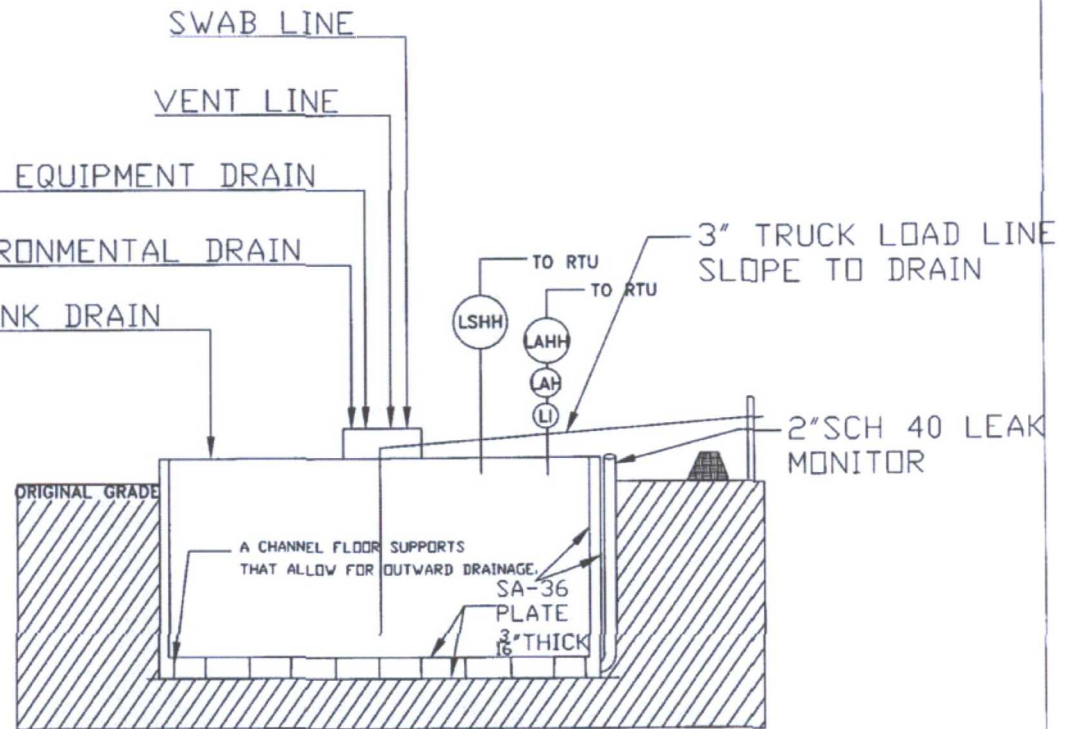 SWAB LINE
VENT LINE
EQUIPMENT DRAIN
RONMENTAL DRAIN
NK DRAIN
TO RTU
TO RTU
3" TRUCK LOAD LINE
SLOPE TO DRAIN
LSHH
LAHH
LAH
LI
2"SCH 40 LEAK
MONITOR
ORIGINAL GRADE
A CHANNEL FLOOR SUPPORTS
THAT ALLOW FOR OUTWARD DRAINAGE.
SA-36
PLATE
3/16"THICK